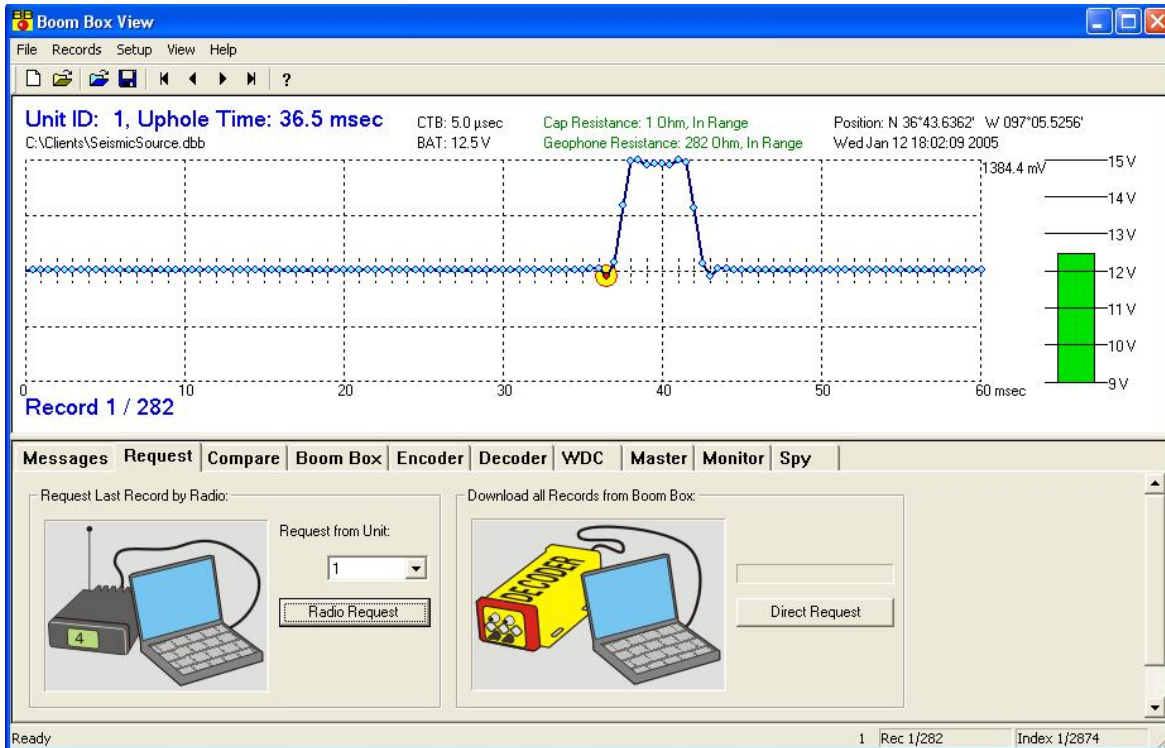 BB Boom Box View
File Records Setup View Help
?
Unit ID: 1, Uphole Time: 36.5 msec
CTB: 5.0 µsec
Cap Resistance: 1 Ohm, In Range
Position: N 36°43.6362' W 097°05.5256'
C:\Clients\SeismicSource.dbb
BAT: 12.5 V
Geophone Resistance: 282 Ohm, In Range
Wed Jan 12 18:02:09 2005
1384.4 mV
15 V
14 V
13 V
12 V
11 V
10 V
9 V
0 10 20 30 40 50 60 msec
Record 1 / 282
Messages Request Compare Boom Box Encoder Decoder WDC Master Monitor Spy
Request Last Record by Radio:
Request from Unit:
1
Radio Request
4
Download all Records from Boom Box:
DECODER
Direct Request
Ready
1 Rec 1/282 Index 1/2874